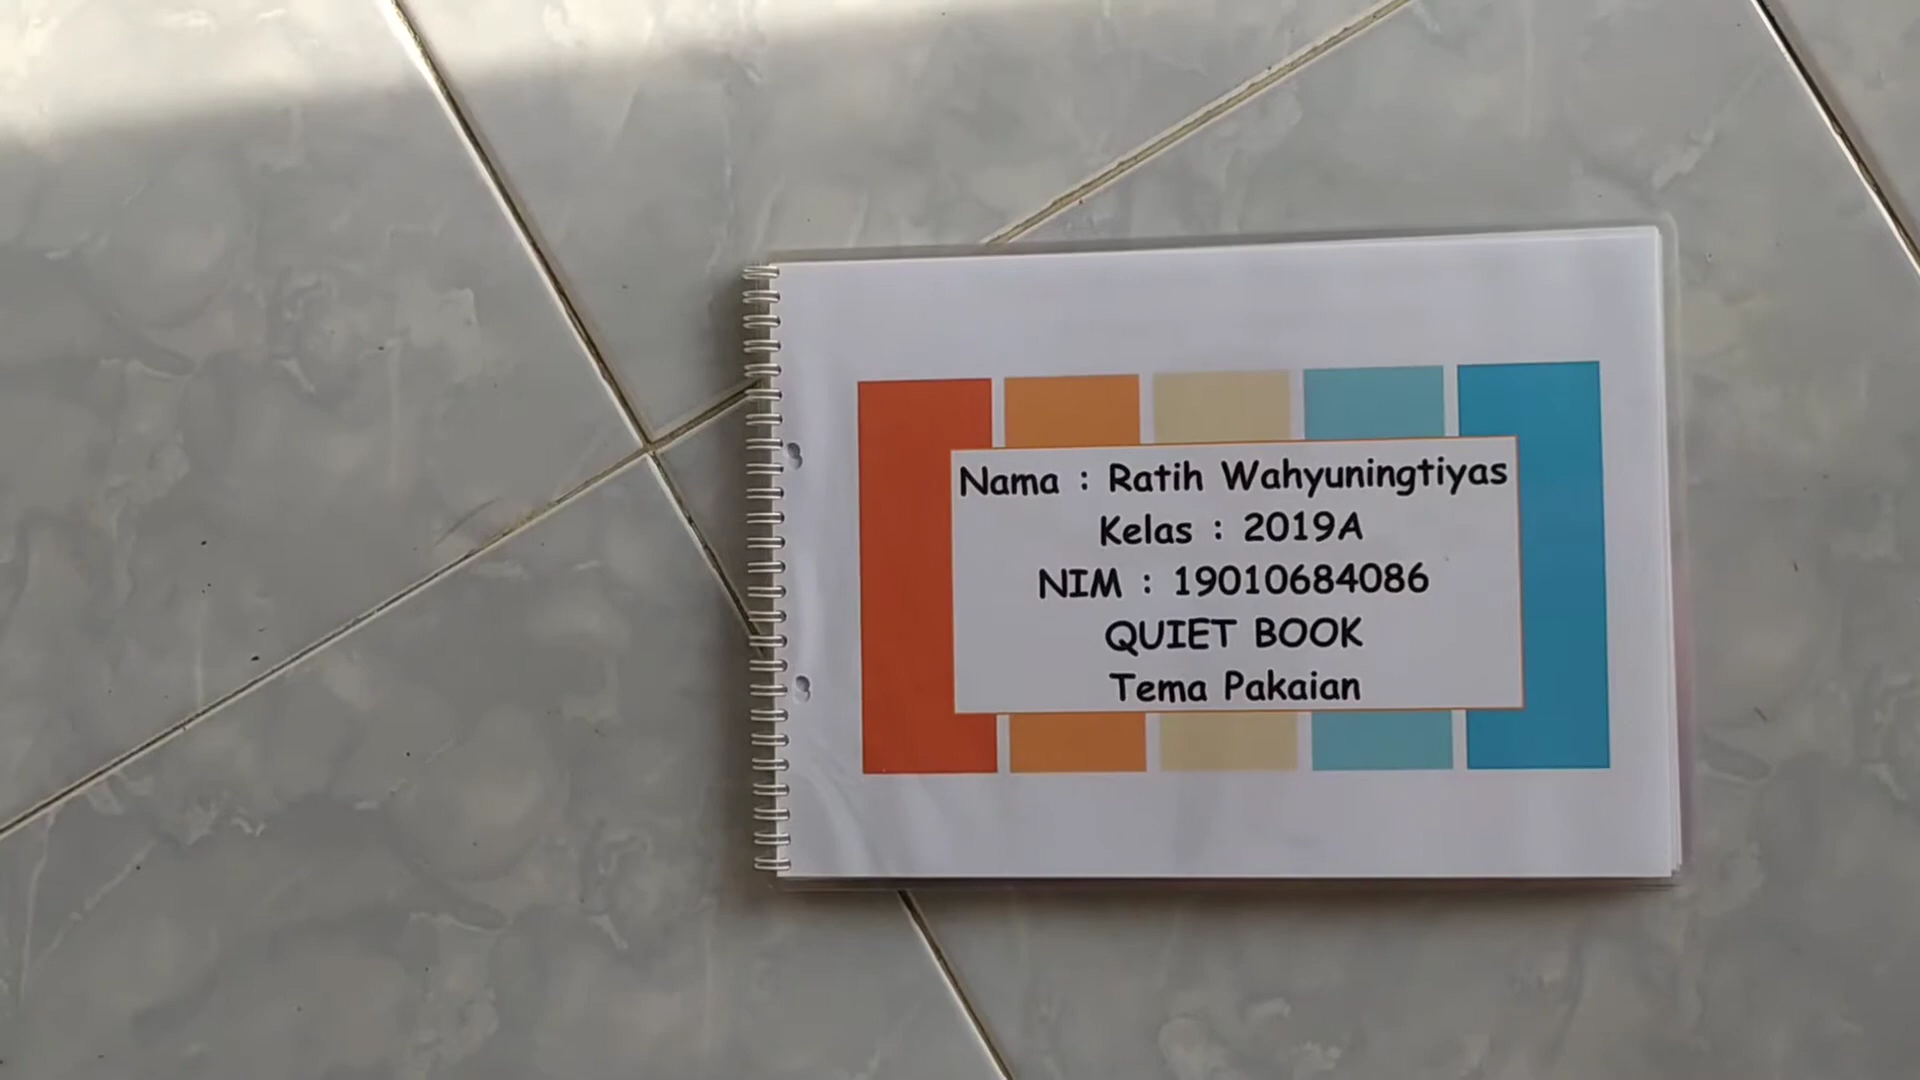 Nama : Ratih Wahyuningtiyas
Kelas : 2019A
NIM : 19010684086
QUIET BOOK
Tema Pakaian